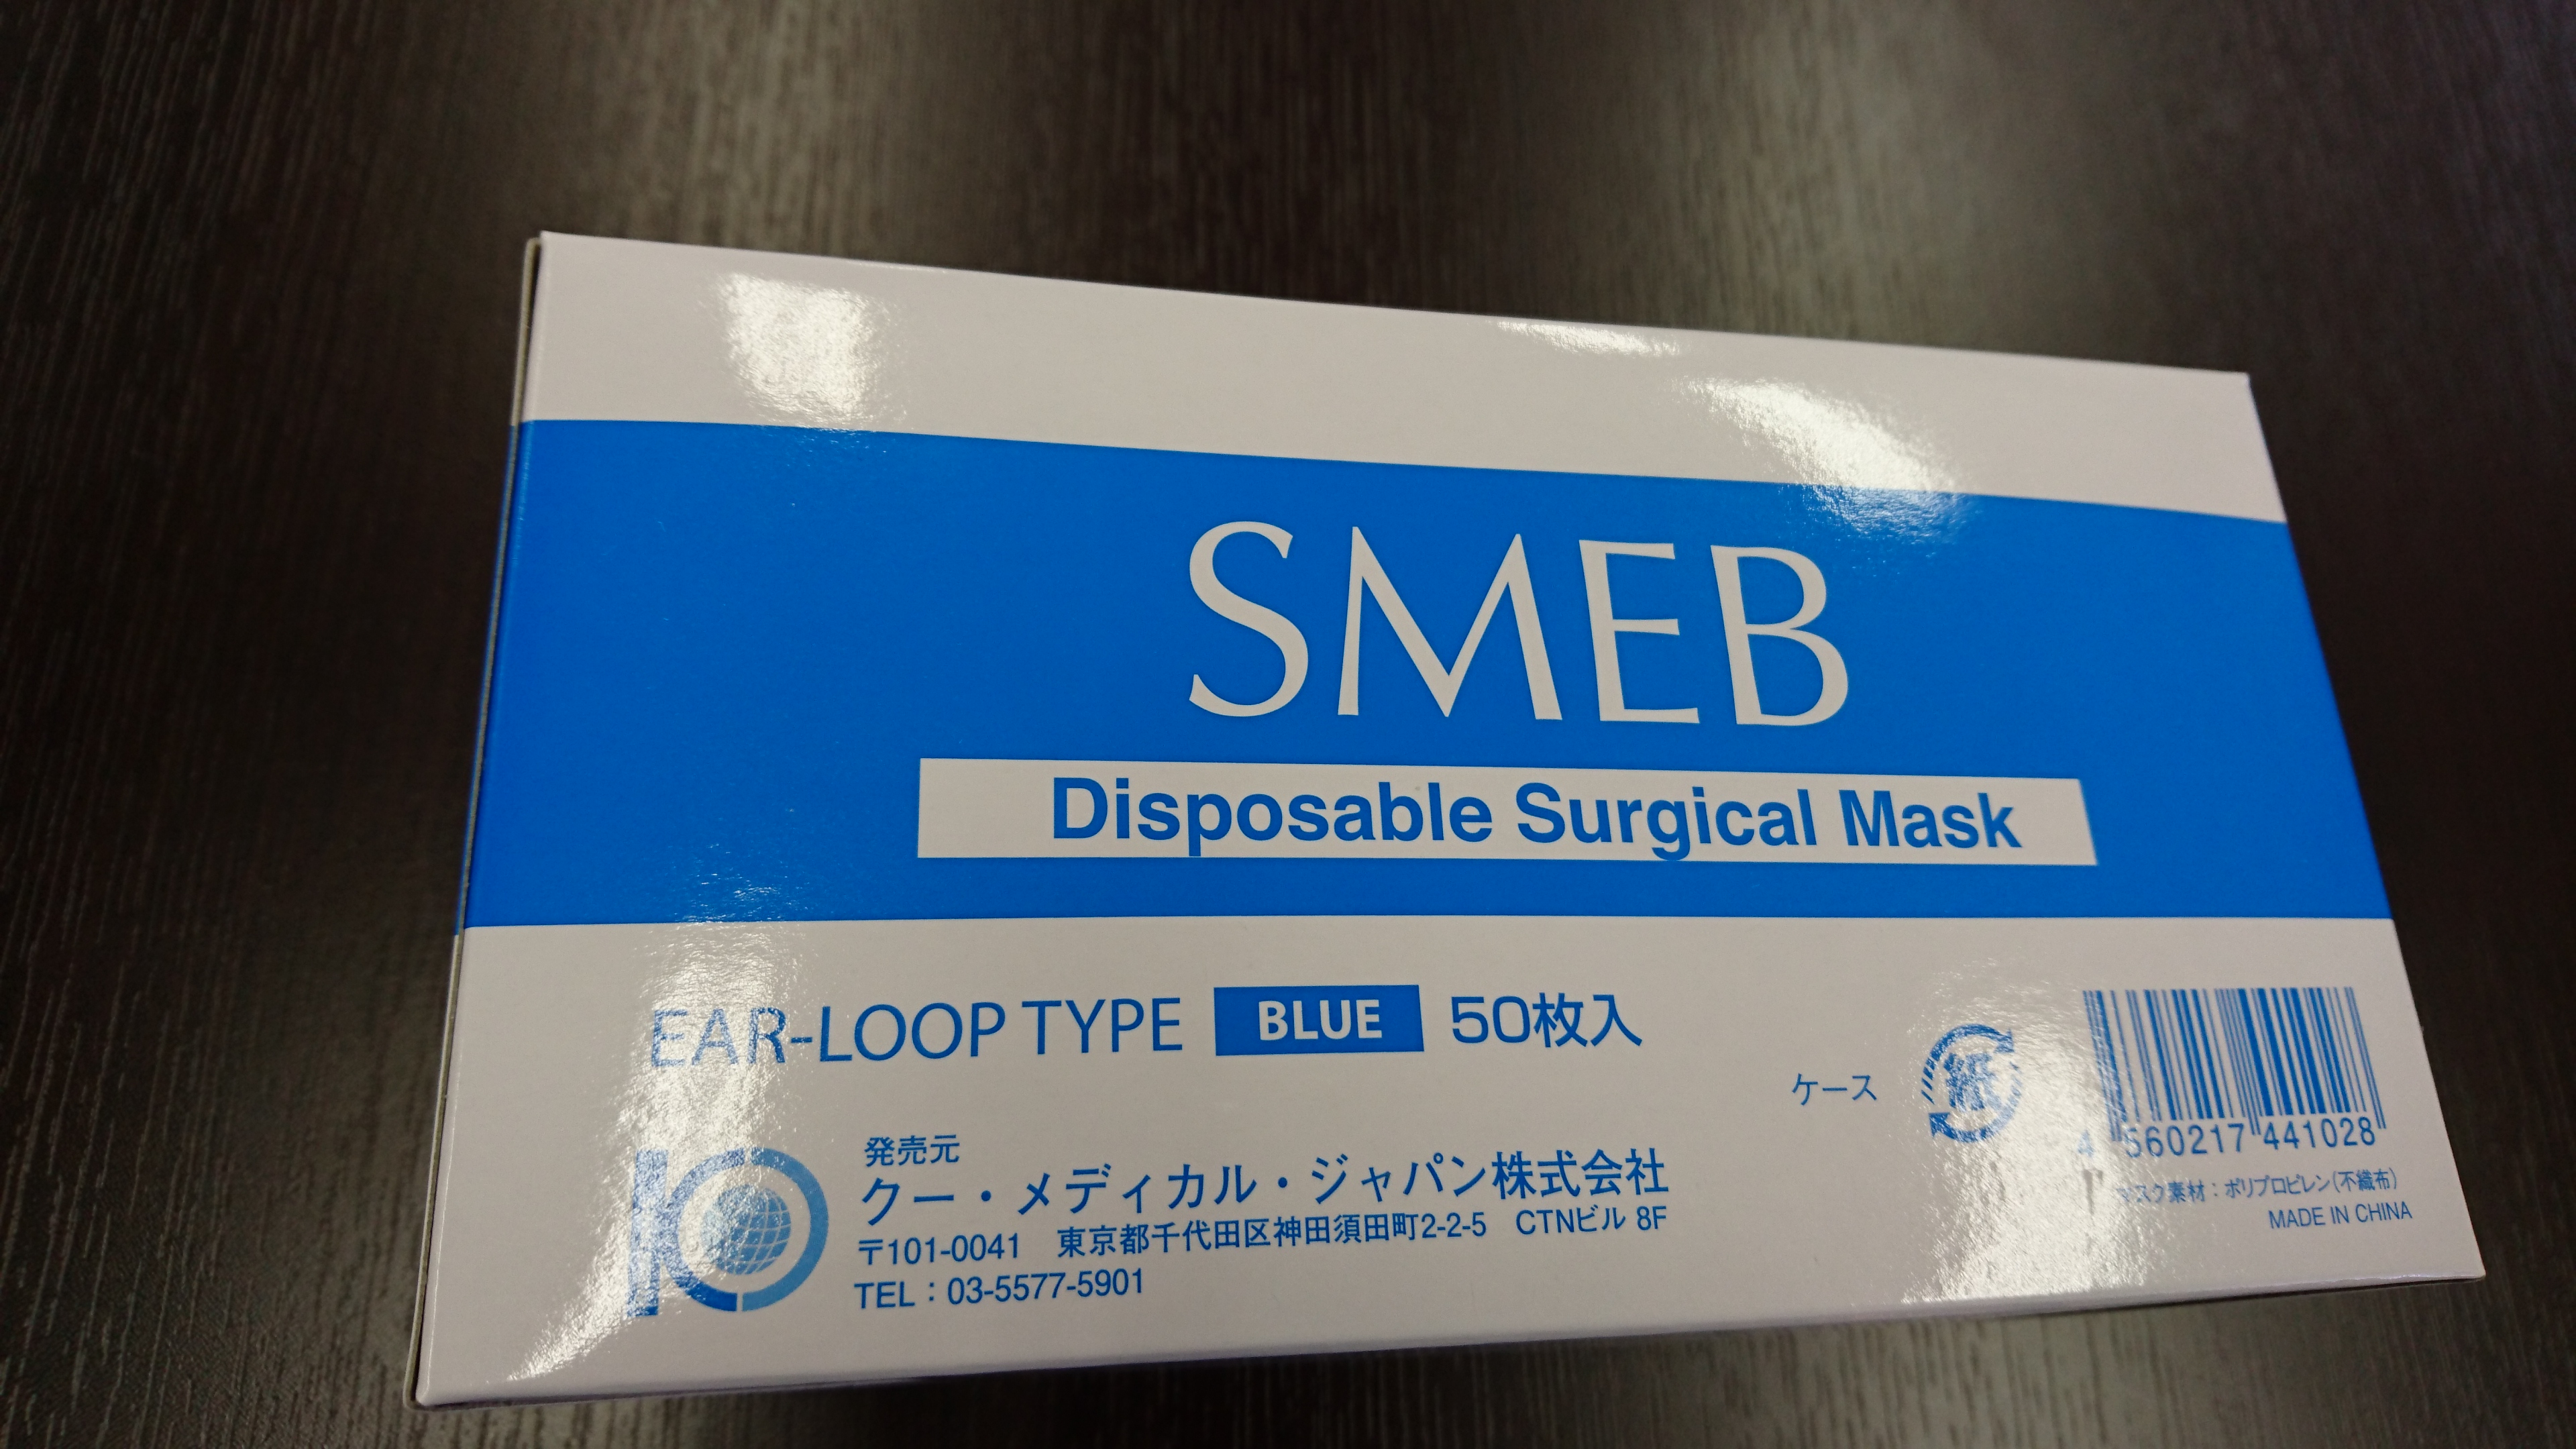 SMEB
Disposable Surgical Mask
EAR-LOOP TYPE BLUE 50枚入
ケース 紙
4 560217 441028
マスク素材：ポリプロピレン(不織布)
MADE IN CHINA
発売元
クー・メディカル・ジャパン株式会社
〒101-0041 東京都千代田区神田須田町2-2-5 CTNビル 8F
TEL：03-5577-5901